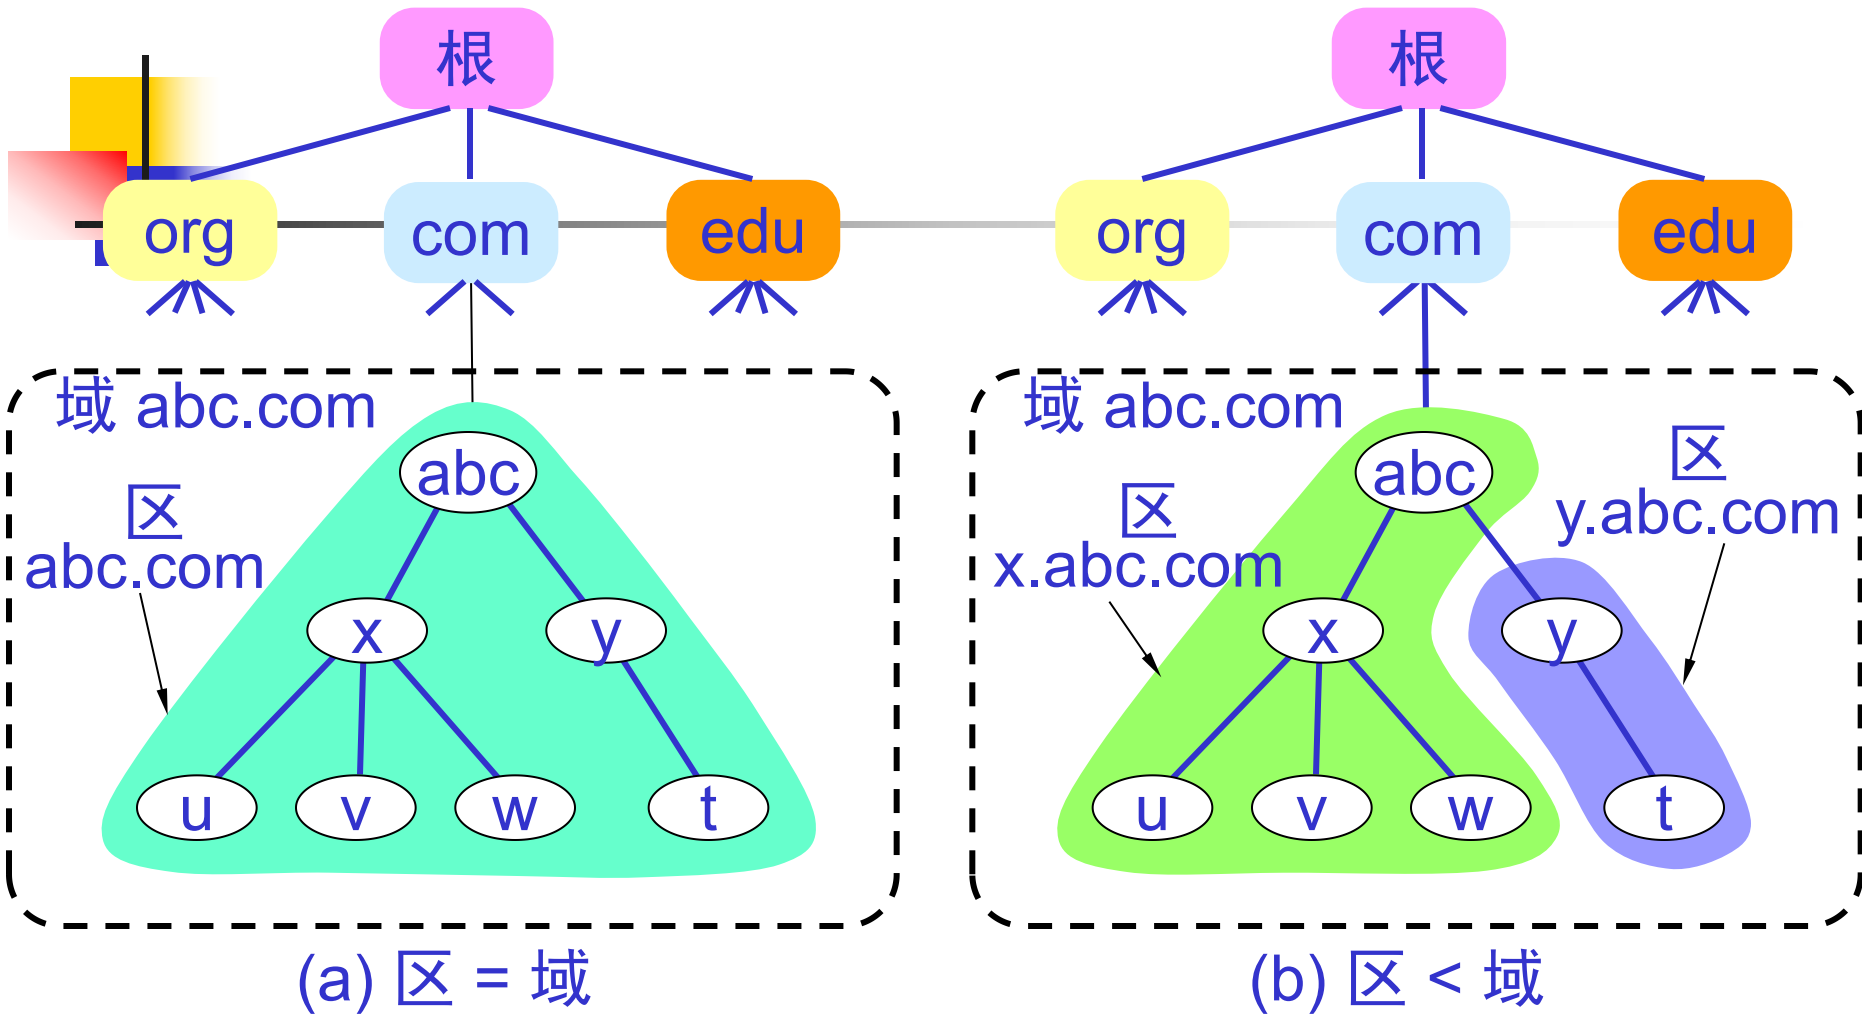 根
org com edu
域 abc.com
区
abc.com
abc
x y
u v w t
(a) 区 = 域
根
org com edu
域 abc.com
区
x.abc.com
区
y.abc.com
abc
x y
u v w t
(b) 区 < 域